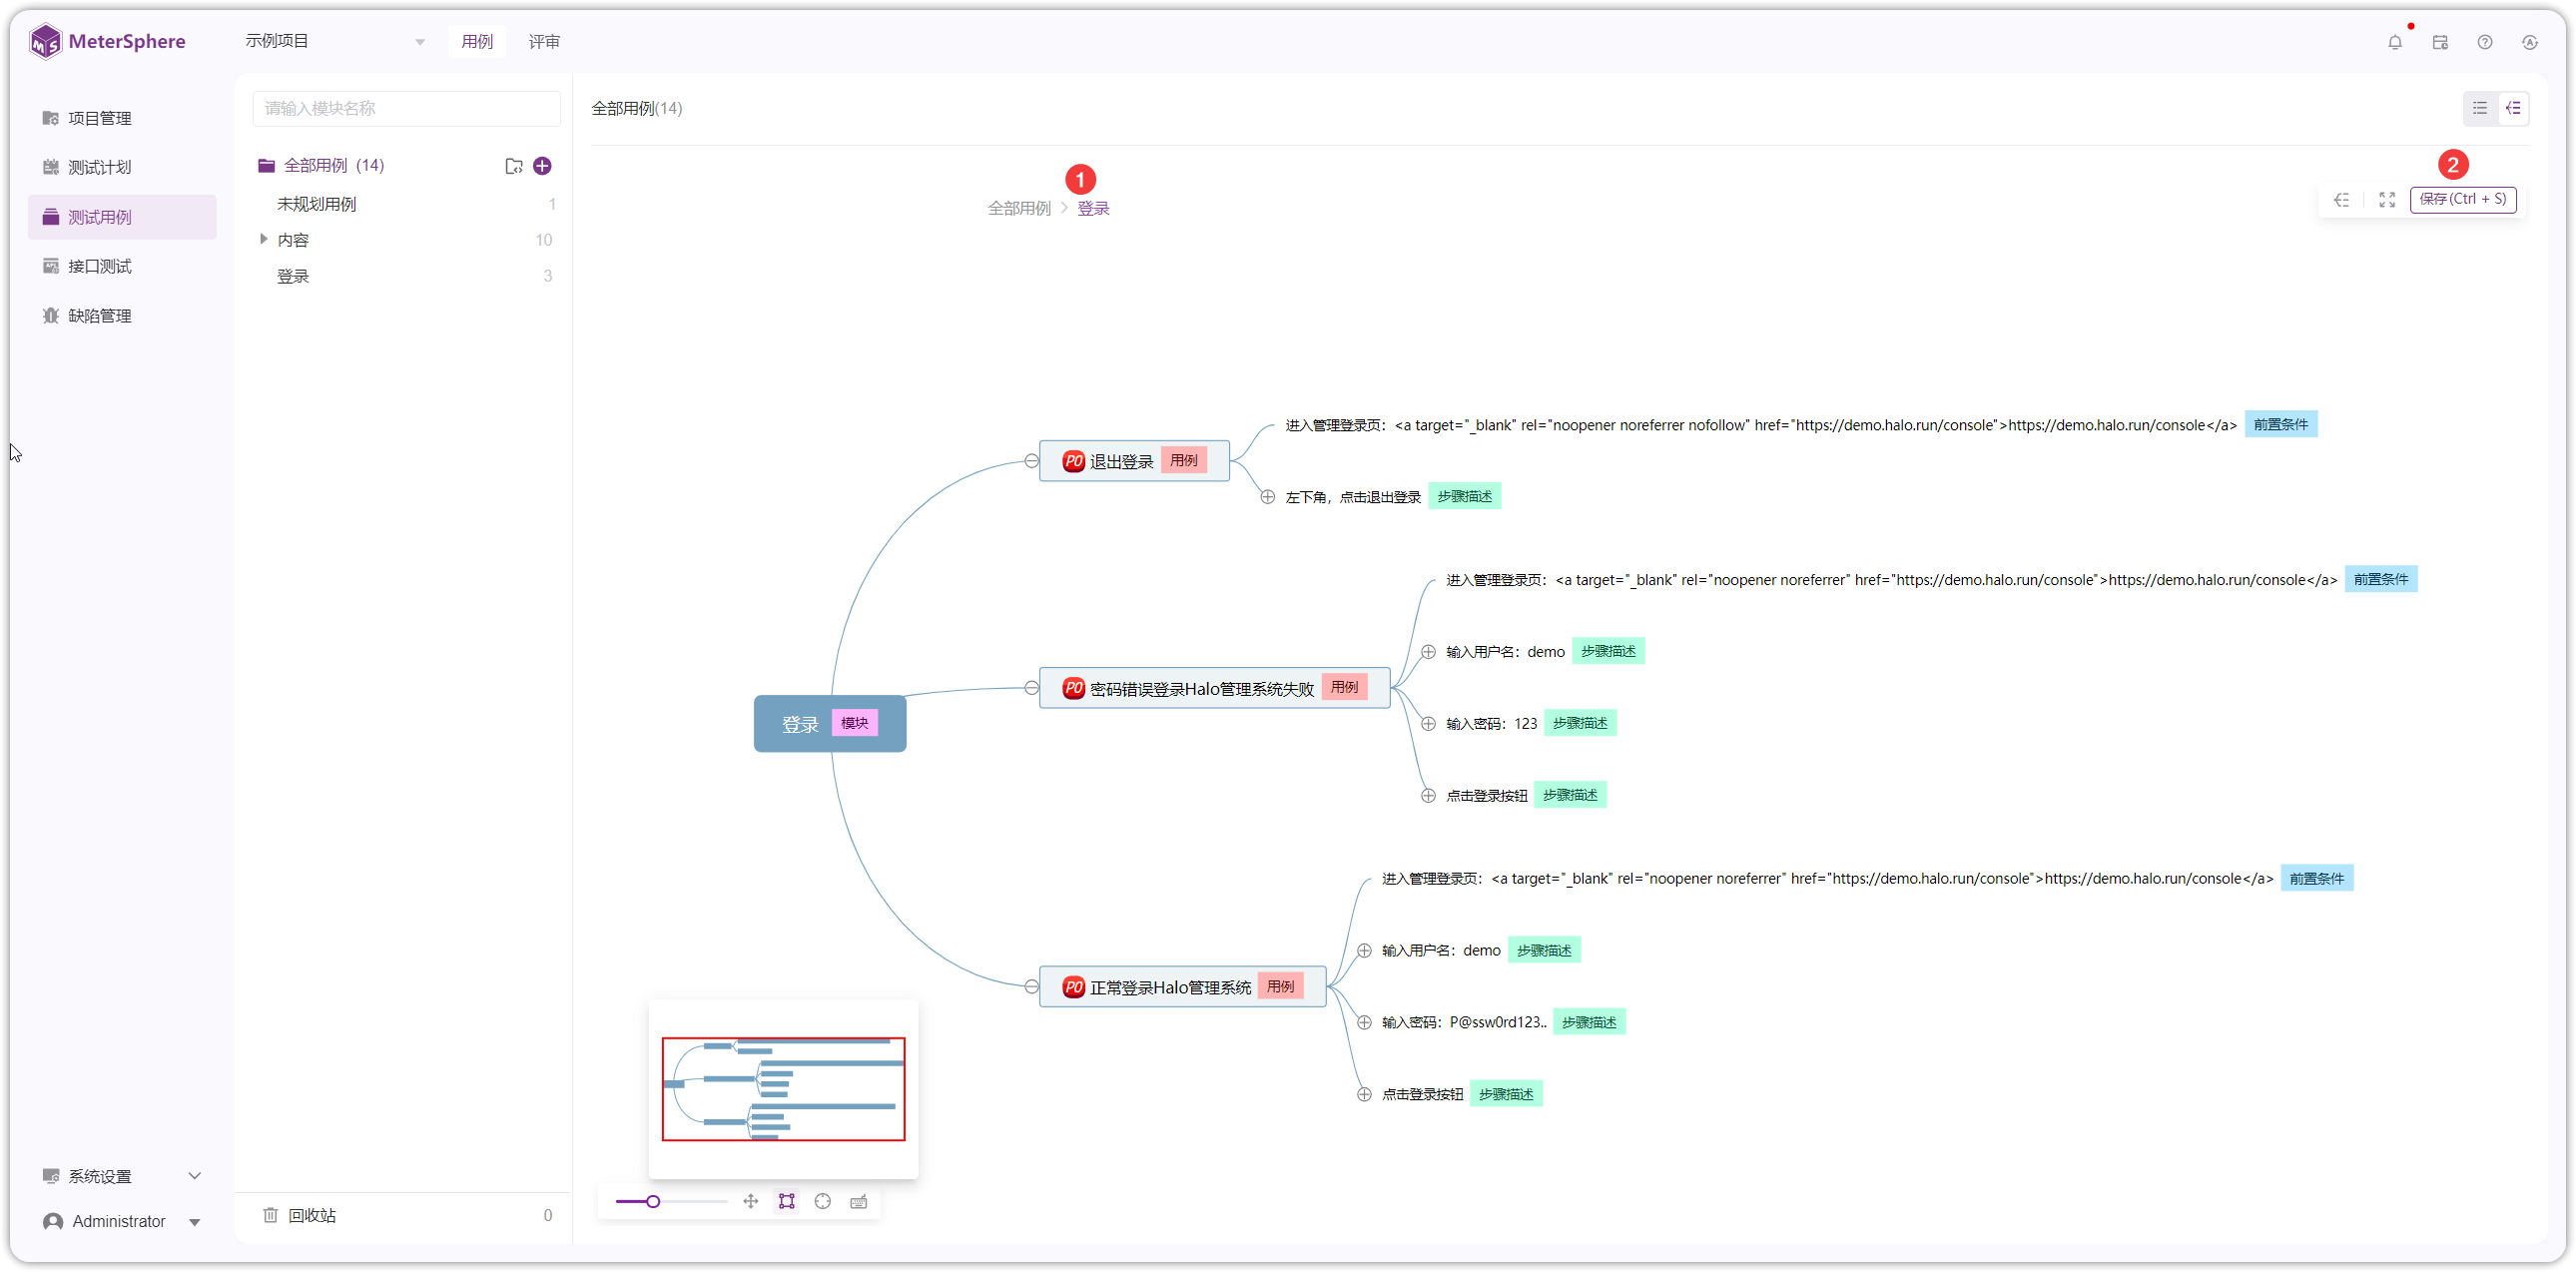 MeterSphere
示例项目
用例
评审
项目管理
测试计划
测试用例
接口测试
缺陷管理
系统设置
Administrator
请输入模块名称
全部用例 (14)
未规划用例 1
内容 10
登录 3
回收站 0
全部用例(14)
1
全部用例 > 登录
2
保存(Ctrl + S)
登录 模块
P0 退出登录 用例
进入管理登录页：<a target="_blank" rel="noopener noreferrer nofollow" href="https://demo.halo.run/console">https://demo.halo.run/console</a> 前置条件
左下角，点击退出登录 步骤描述
P0 密码错误登录Halo管理系统失败 用例
进入管理登录页：<a target="_blank" rel="noopener noreferrer" href="https://demo.halo.run/console">https://demo.halo.run/console</a> 前置条件
输入用户名：demo 步骤描述
输入密码：123 步骤描述
点击登录按钮 步骤描述
P0 正常登录Halo管理系统 用例
进入管理登录页：<a target="_blank" rel="noopener noreferrer" href="https://demo.halo.run/console">https://demo.halo.run/console</a> 前置条件
输入用户名：demo 步骤描述
输入密码：P@ssw0rd123.. 步骤描述
点击登录按钮 步骤描述